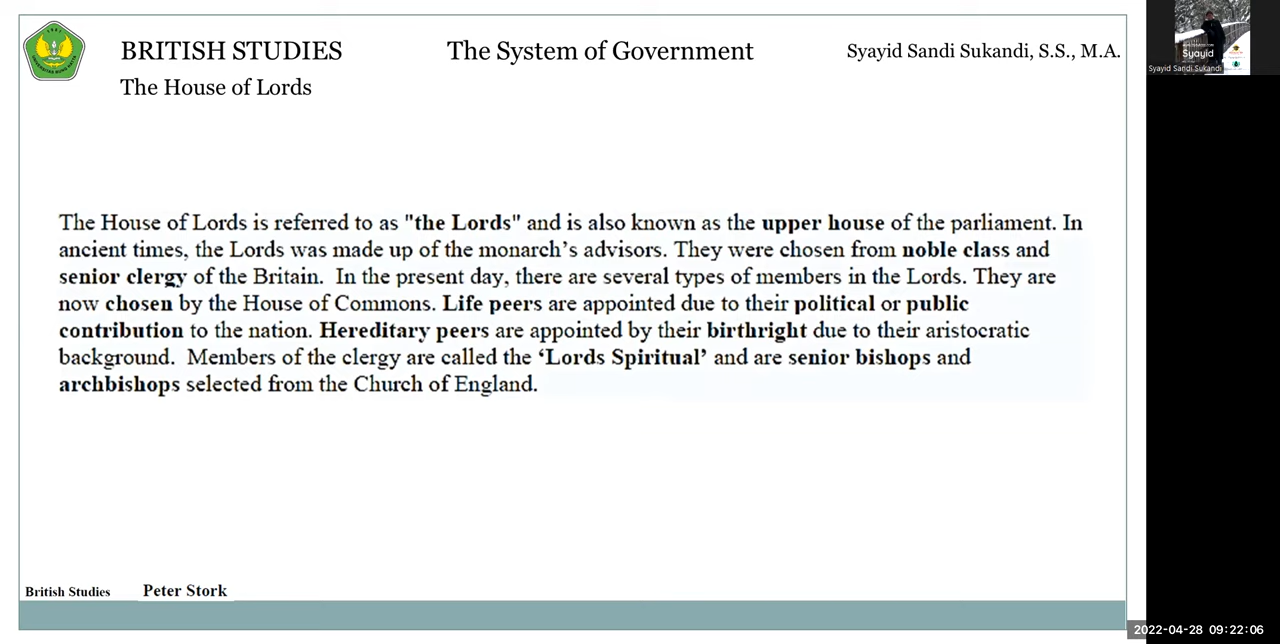 BRITISH STUDIES
The System of Government
Syayid Sandi Sukandi, S.S., M.A.
The House of Lords
The House of Lords is referred to as "the Lords" and is also known as the upper house of the parliament. In
ancient times, the Lords was made up of the monarch’s advisors. They were chosen from noble class and
senior clergy of the Britain.  In the present day, there are several types of members in the Lords. They are
now chosen by the House of Commons. Life peers are appointed due to their political or public
contribution to the nation. Hereditary peers are appointed by their birthright due to their aristocratic
background.  Members of the clergy are called the ‘Lords Spiritual’ and are senior bishops and
archbishops selected from the Church of England.
British Studies
Peter Stork
Syayid
Syayid Sandi Sukandi
2022-04-28 09:22:06